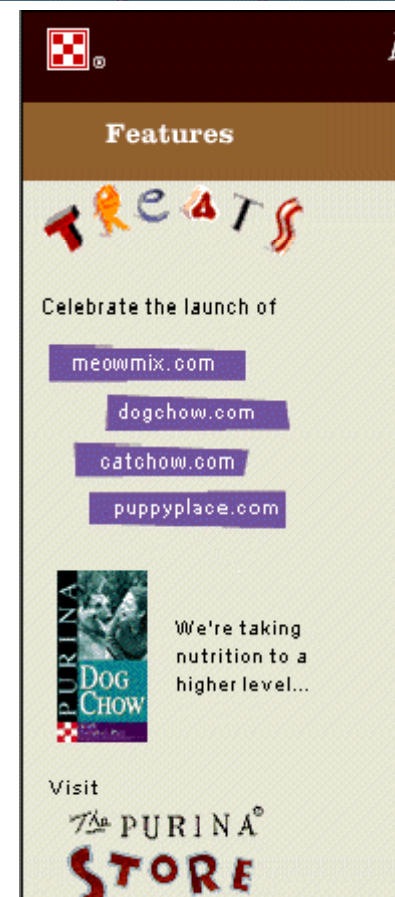 ®
Features
TREATS
Celebrate the launch of
meowmix.com
dogchow.com
catchow.com
puppyplace.com
PURINA
DOG
CHOW
We're taking
nutrition to a
higher level...
Visit
The PURINA®
STORE